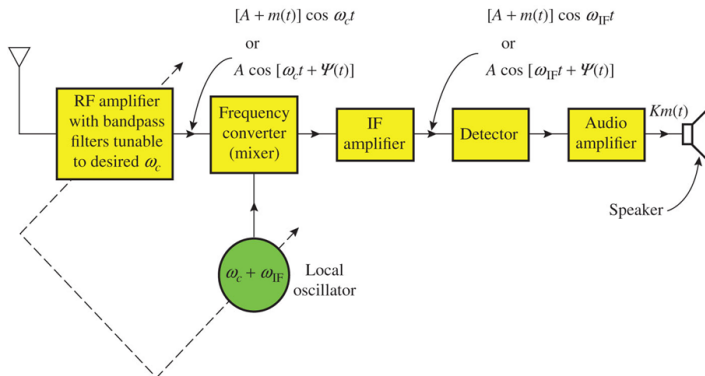 [A + m(t)] cos ω_c t
or
A cos [ω_c t + Ψ(t)]
[A + m(t)] cos ω_IF t
or
A cos [ω_IF t + Ψ(t)]
RF amplifier
with bandpass
filters tunable
to desired ω_c
Frequency
converter
(mixer)
IF
amplifier
Detector
Audio
amplifier
Km(t)
Speaker
ω_c + ω_IF
Local
oscillator